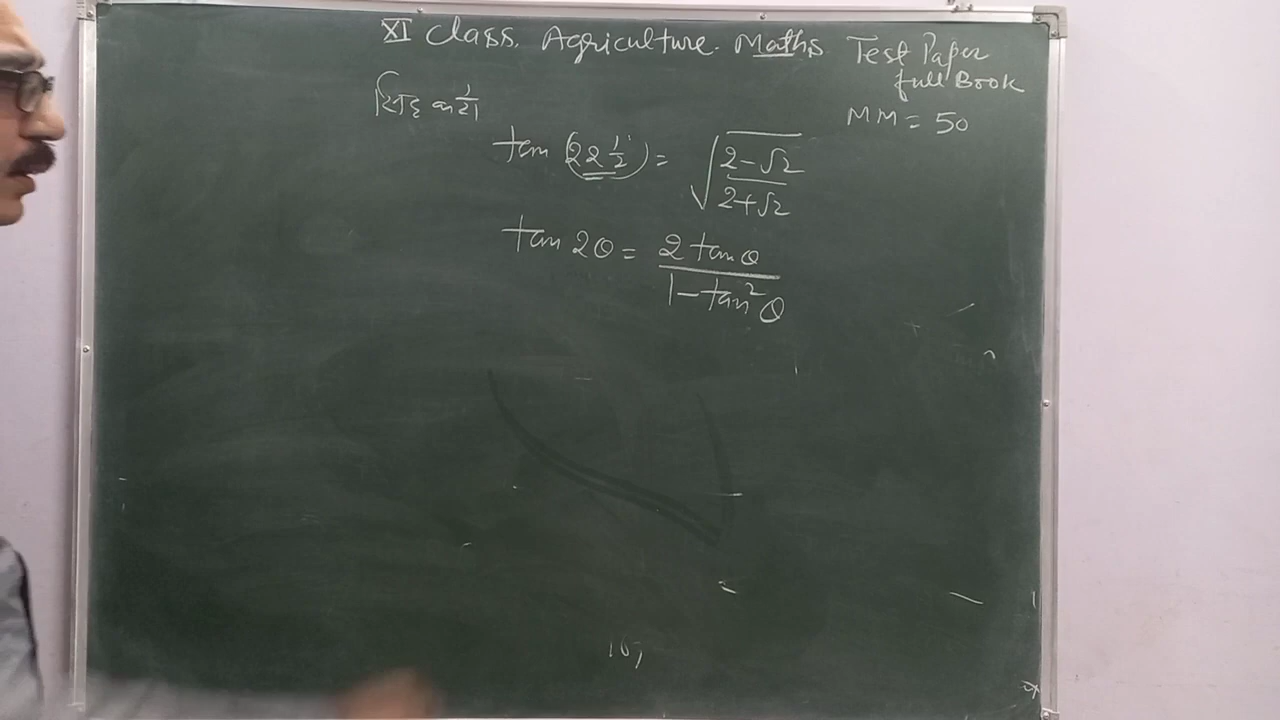 XI Class. Agriculture. Maths Test Paper
full Book
MM = 50
सिद्ध करो
tan (22 1/2) = √((2-√2)/(2+√2))
tan 2θ = (2 tan θ)/(1 - tan²θ)